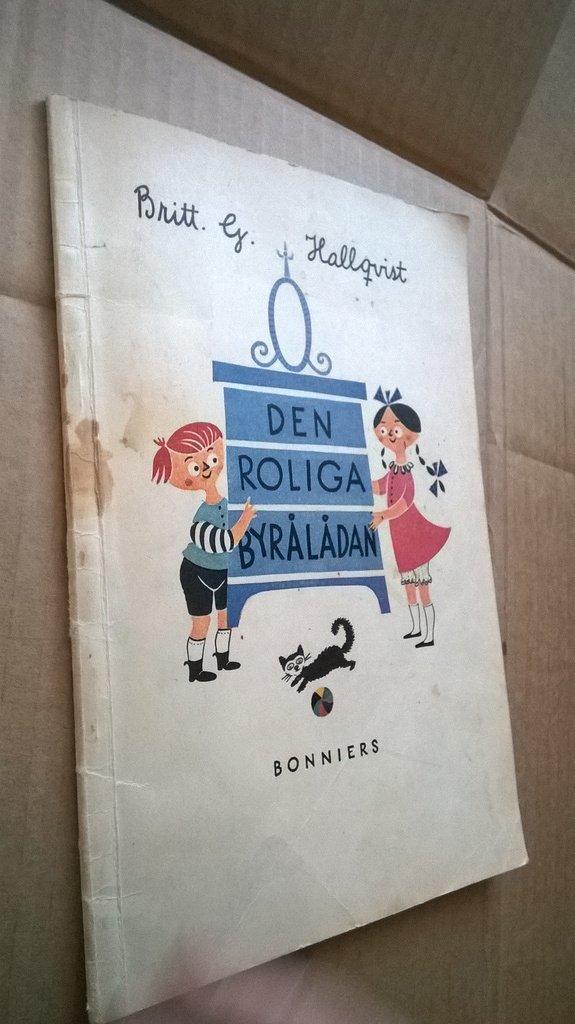 Britt. G. Hallqvist
DEN
ROLIGA
BYRÅLÅDAN
BONNIERS